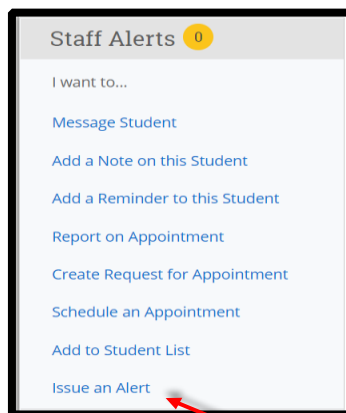 Staff Alerts 0
I want to...
Message Student
Add a Note on this Student
Add a Reminder to this Student
Report on Appointment
Create Request for Appointment
Schedule an Appointment
Add to Student List
Issue an Alert